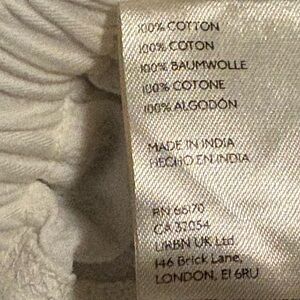 100% COTTON
100% COTON
100% BAUMWOLLE
100% COTONE
100% ALGODÓN
MADE IN INDIA
HECHO EN INDIA
RN 66170
CA 32054
URBN UK Ltd
146 Brick Lane,
LONDON, E1 6RU